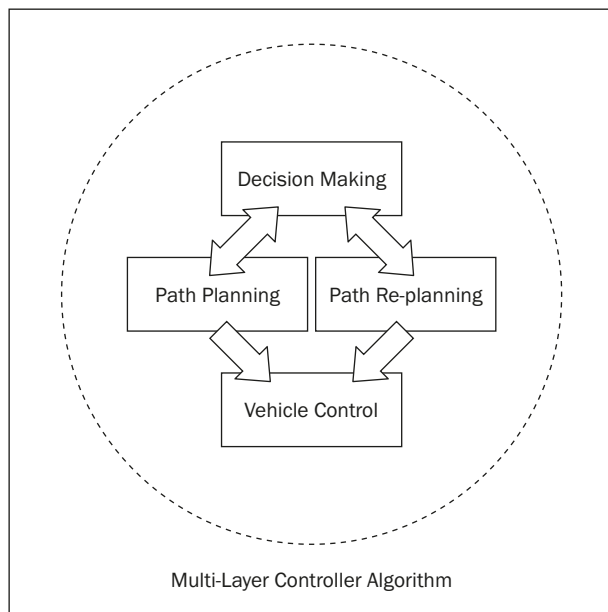 Decision Making
Path Planning
Path Re-planning
Vehicle Control
Multi-Layer Controller Algorithm